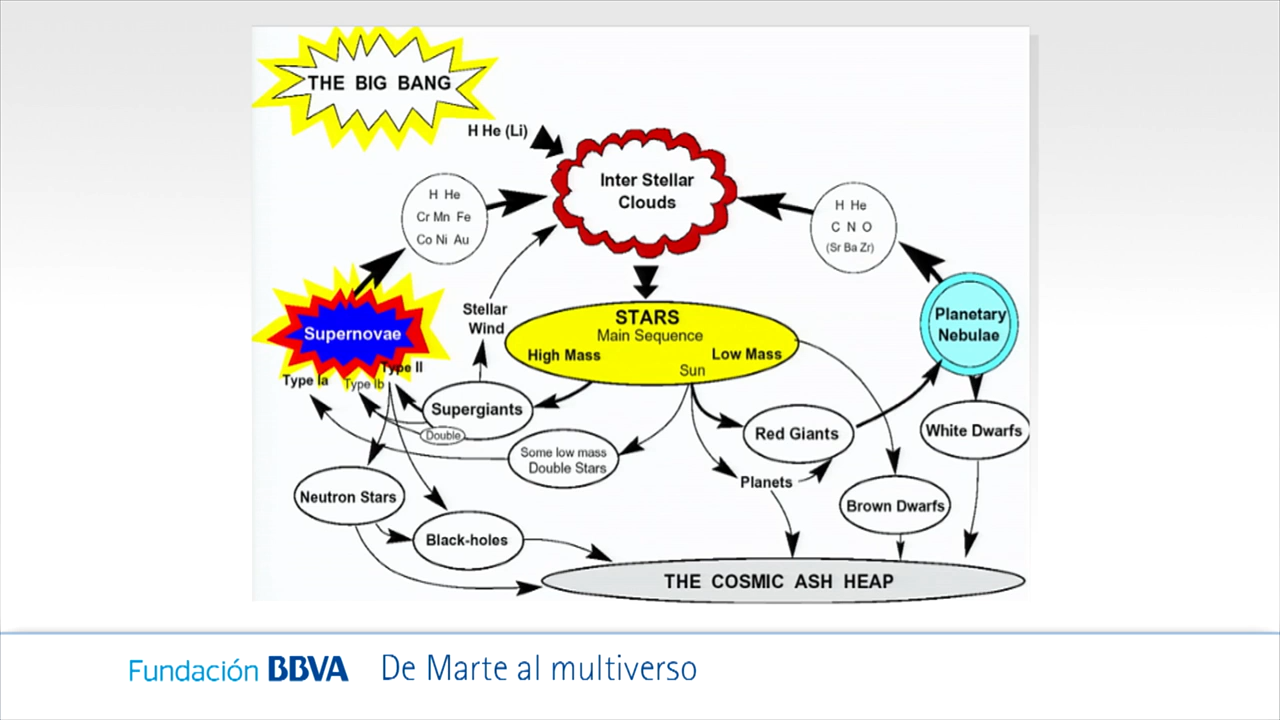 THE BIG BANG
H He (Li)
Inter Stellar
Clouds
H He
Cr Mn Fe
Co Ni Au
H He
C N O
(Sr Ba Zr)
Supernovae
Type Ia
Type Ib
Type II
Stellar
Wind
STARS
Main Sequence
High Mass
Low Mass
Sun
Planetary
Nebulae
Supergiants
Double
Some low mass
Double Stars
Red Giants
White Dwarfs
Planets
Neutron Stars
Brown Dwarfs
Black-holes
THE COSMIC ASH HEAP
Fundación BBVA De Marte al multiverso